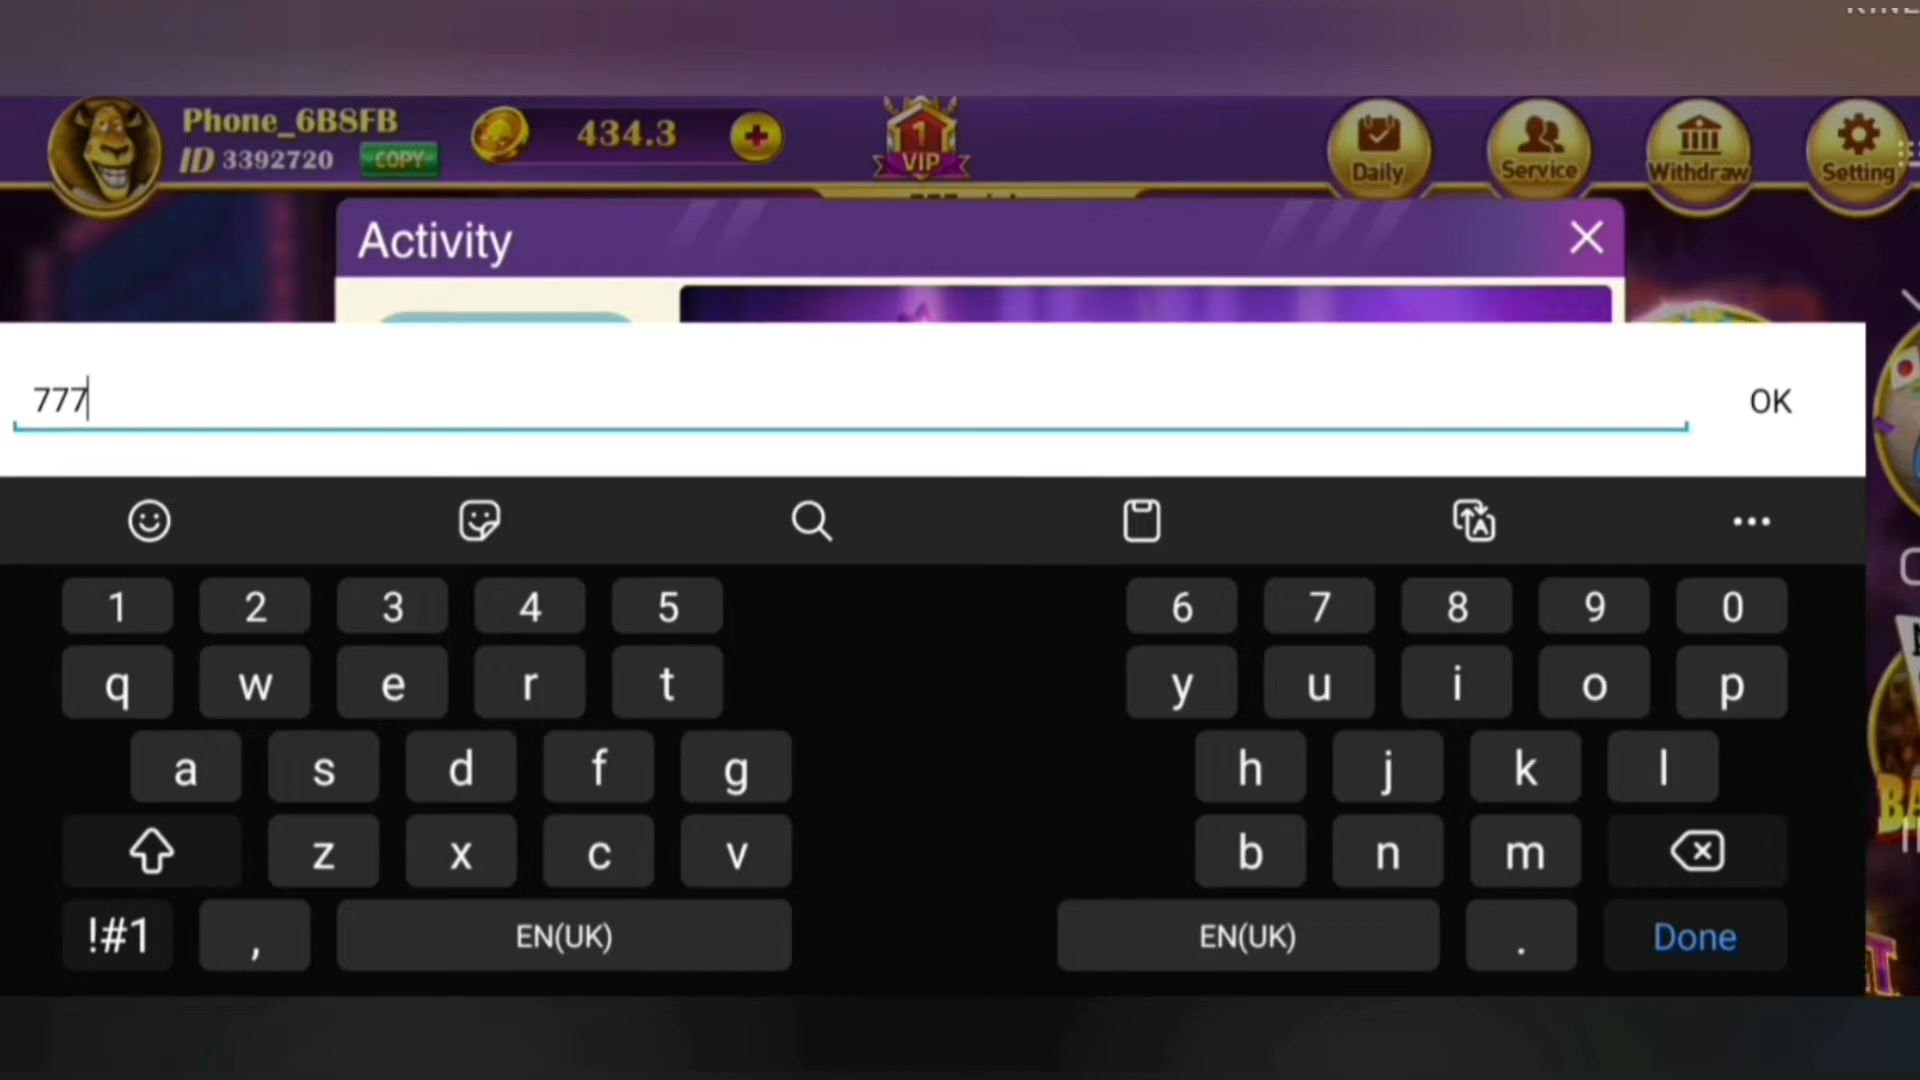 Phone_6B8FB
ID 3392720 COPY
434.3
1
VIP
Daily
Service
Withdraw
Setting
Activity
777
OK
1 2 3 4 5 6 7 8 9 0
q w e r t y u i o p
a s d f g h j k l
z x c v b n m
!#1 , EN(UK) EN(UK) . Done